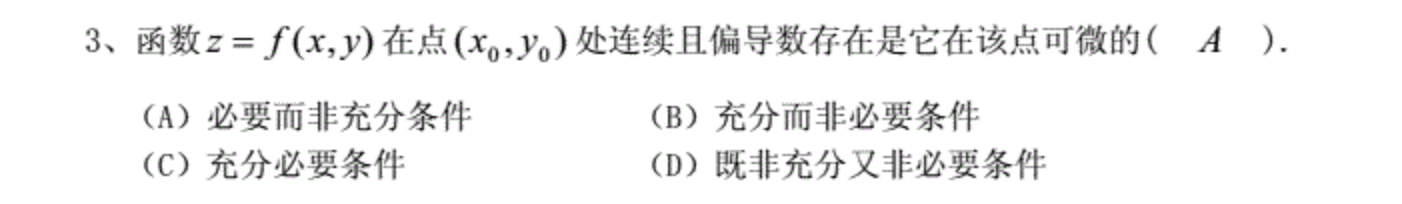 3、函数 z = f(x, y) 在点 (x₀, y₀) 处连续且偏导数存在是它在该点可微的( A ).
(A) 必要而非充分条件 (B) 充分而非必要条件
(C) 充分必要条件 (D) 既非充分又非必要条件